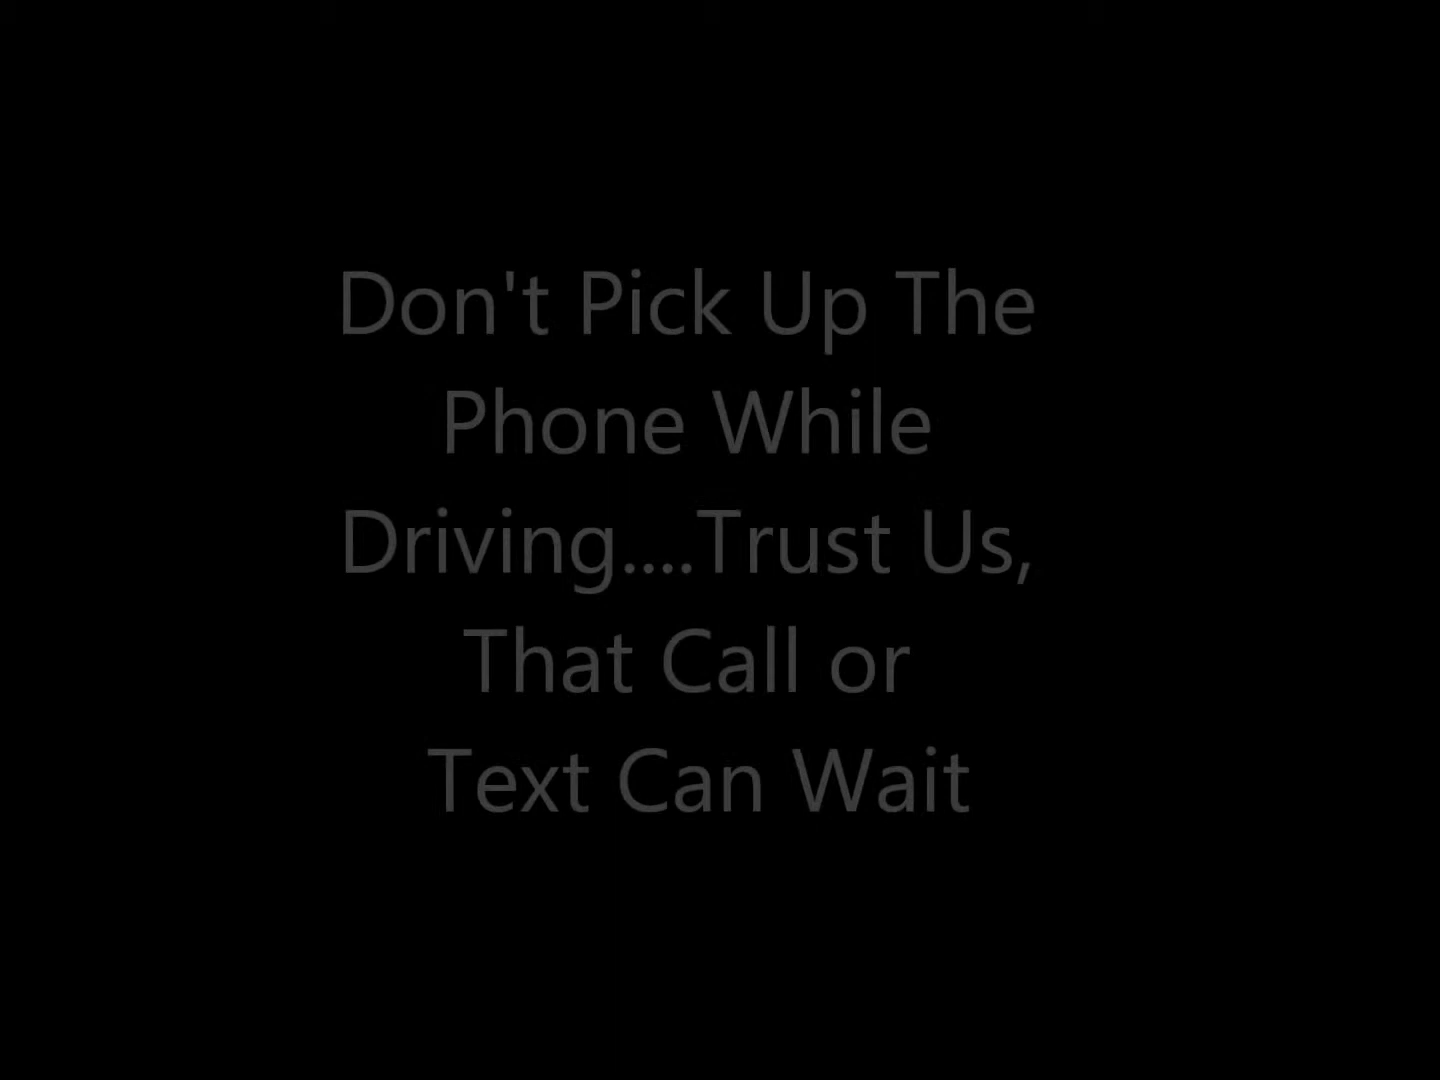 Don't Pick Up The
Phone While
Driving....Trust Us,
That Call or
Text Can Wait